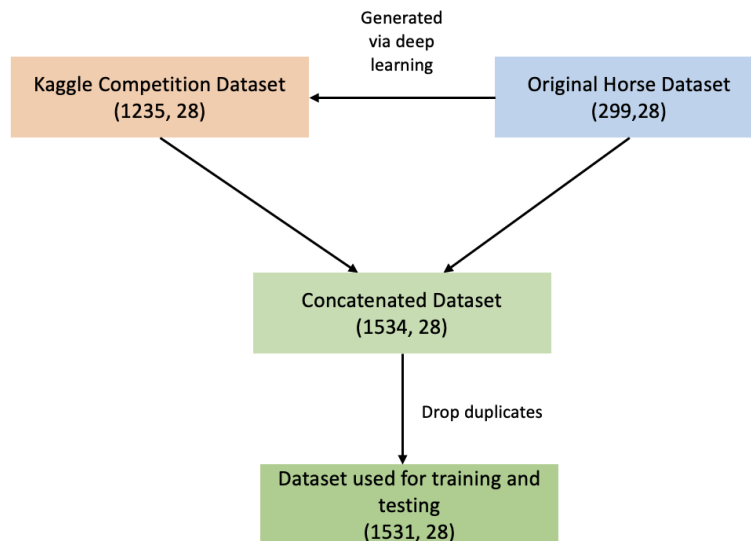 Generated
via deep
learning
Kaggle Competition Dataset
(1235, 28)
Original Horse Dataset
(299,28)
Concatenated Dataset
(1534, 28)
Drop duplicates
Dataset used for training and
testing
(1531, 28)